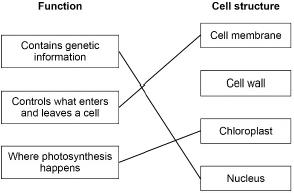 Function
Cell structure
Contains genetic
information
Controls what enters
and leaves a cell
Where photosynthesis
happens
Cell membrane
Cell wall
Chloroplast
Nucleus